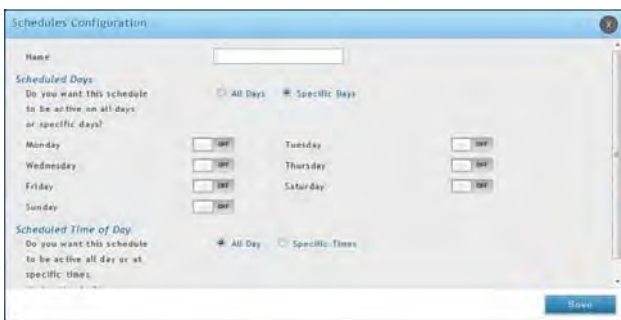 Schedules Configuration
X
Name
Scheduled Days
Do you want this schedule
to be active on all days
or specific days?
All Days
Specific Days
Monday
OFF
Tuesday
OFF
Wednesday
OFF
Thursday
OFF
Friday
OFF
Saturday
OFF
Sunday
OFF
Scheduled Time of Day
Do you want this schedule
to be active all day or at
specific times
All Day
Specific Times
Save